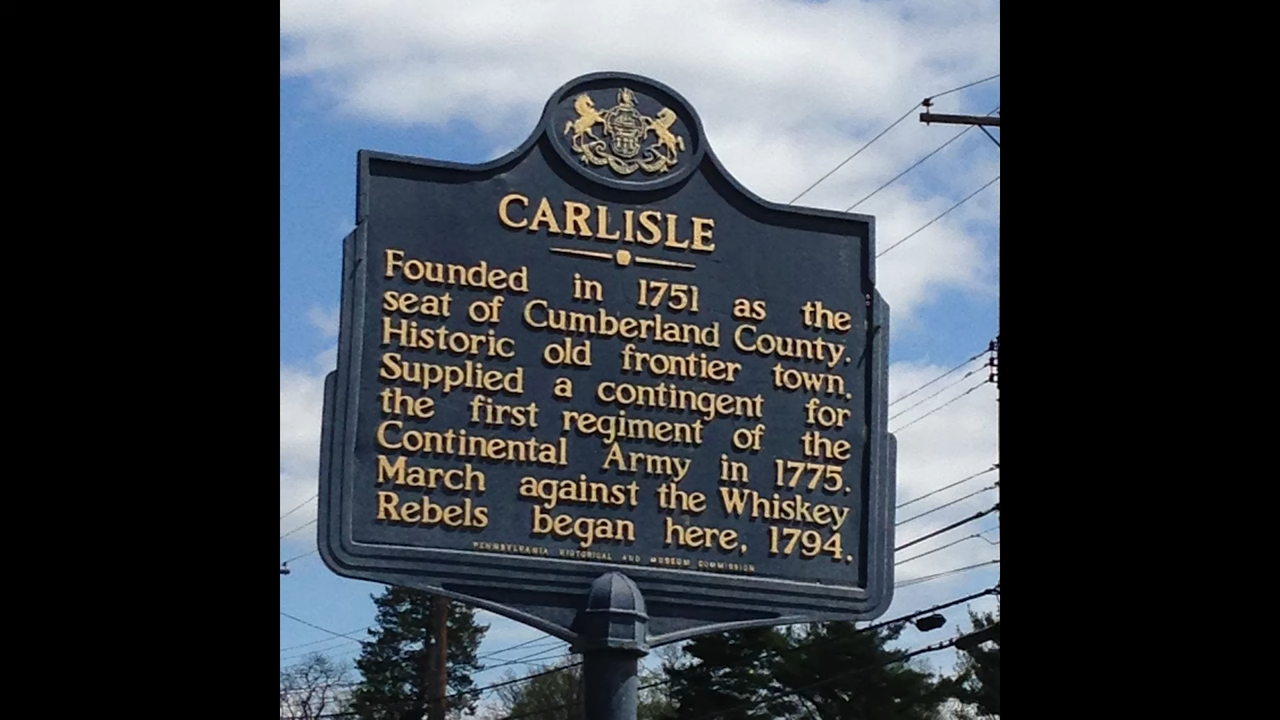 CARLISLE
Founded in 1751 as the
seat of Cumberland County.
Historic old frontier town.
Supplied a contingent for
the first regiment of the
Continental Army in 1775.
March against the Whiskey
Rebels began here, 1794.
PENNSYLVANIA HISTORICAL AND MUSEUM COMMISSION